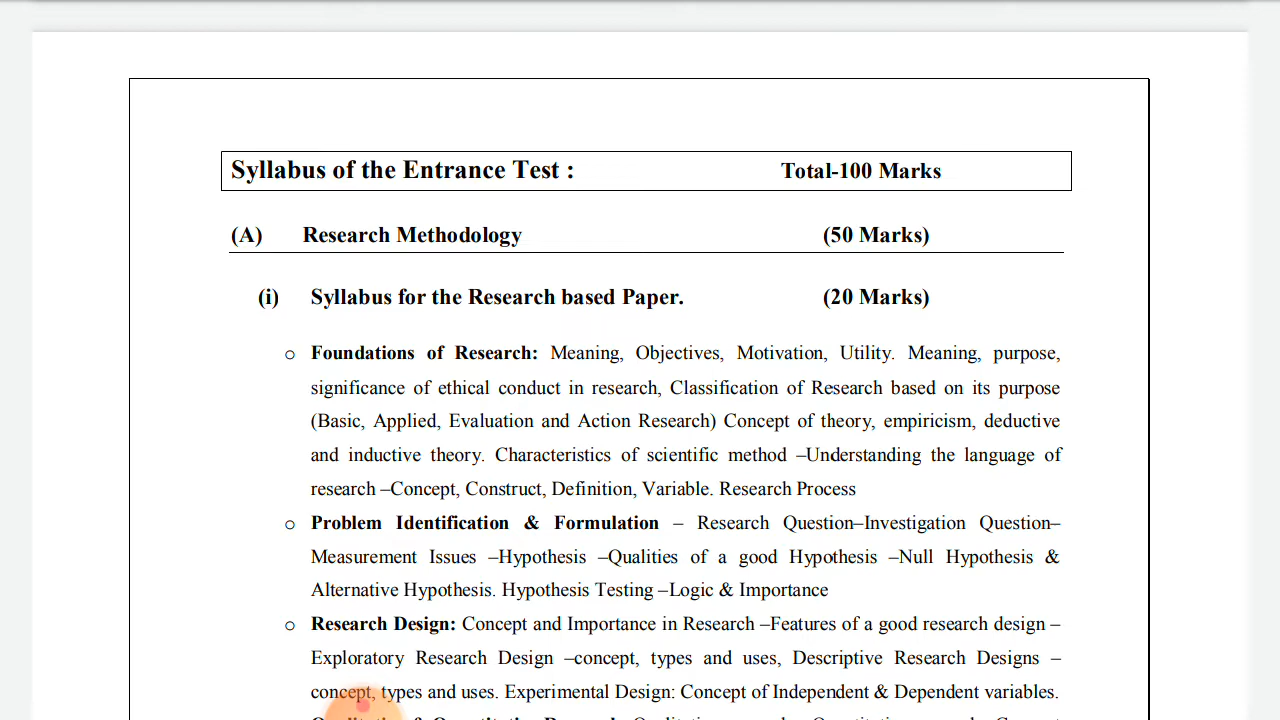 Syllabus of the Entrance Test : Total-100 Marks
(A) Research Methodology (50 Marks)
(i) Syllabus for the Research based Paper. (20 Marks)
o Foundations of Research: Meaning, Objectives, Motivation, Utility. Meaning, purpose,
significance of ethical conduct in research, Classification of Research based on its purpose
(Basic, Applied, Evaluation and Action Research) Concept of theory, empiricism, deductive
and inductive theory. Characteristics of scientific method –Understanding the language of
research –Concept, Construct, Definition, Variable. Research Process
o Problem Identification & Formulation – Research Question–Investigation Question–
Measurement Issues –Hypothesis –Qualities of a good Hypothesis –Null Hypothesis &
Alternative Hypothesis. Hypothesis Testing –Logic & Importance
o Research Design: Concept and Importance in Research –Features of a good research design –
Exploratory Research Design –concept, types and uses, Descriptive Research Designs –
concept, types and uses. Experimental Design: Concept of Independent & Dependent variables.